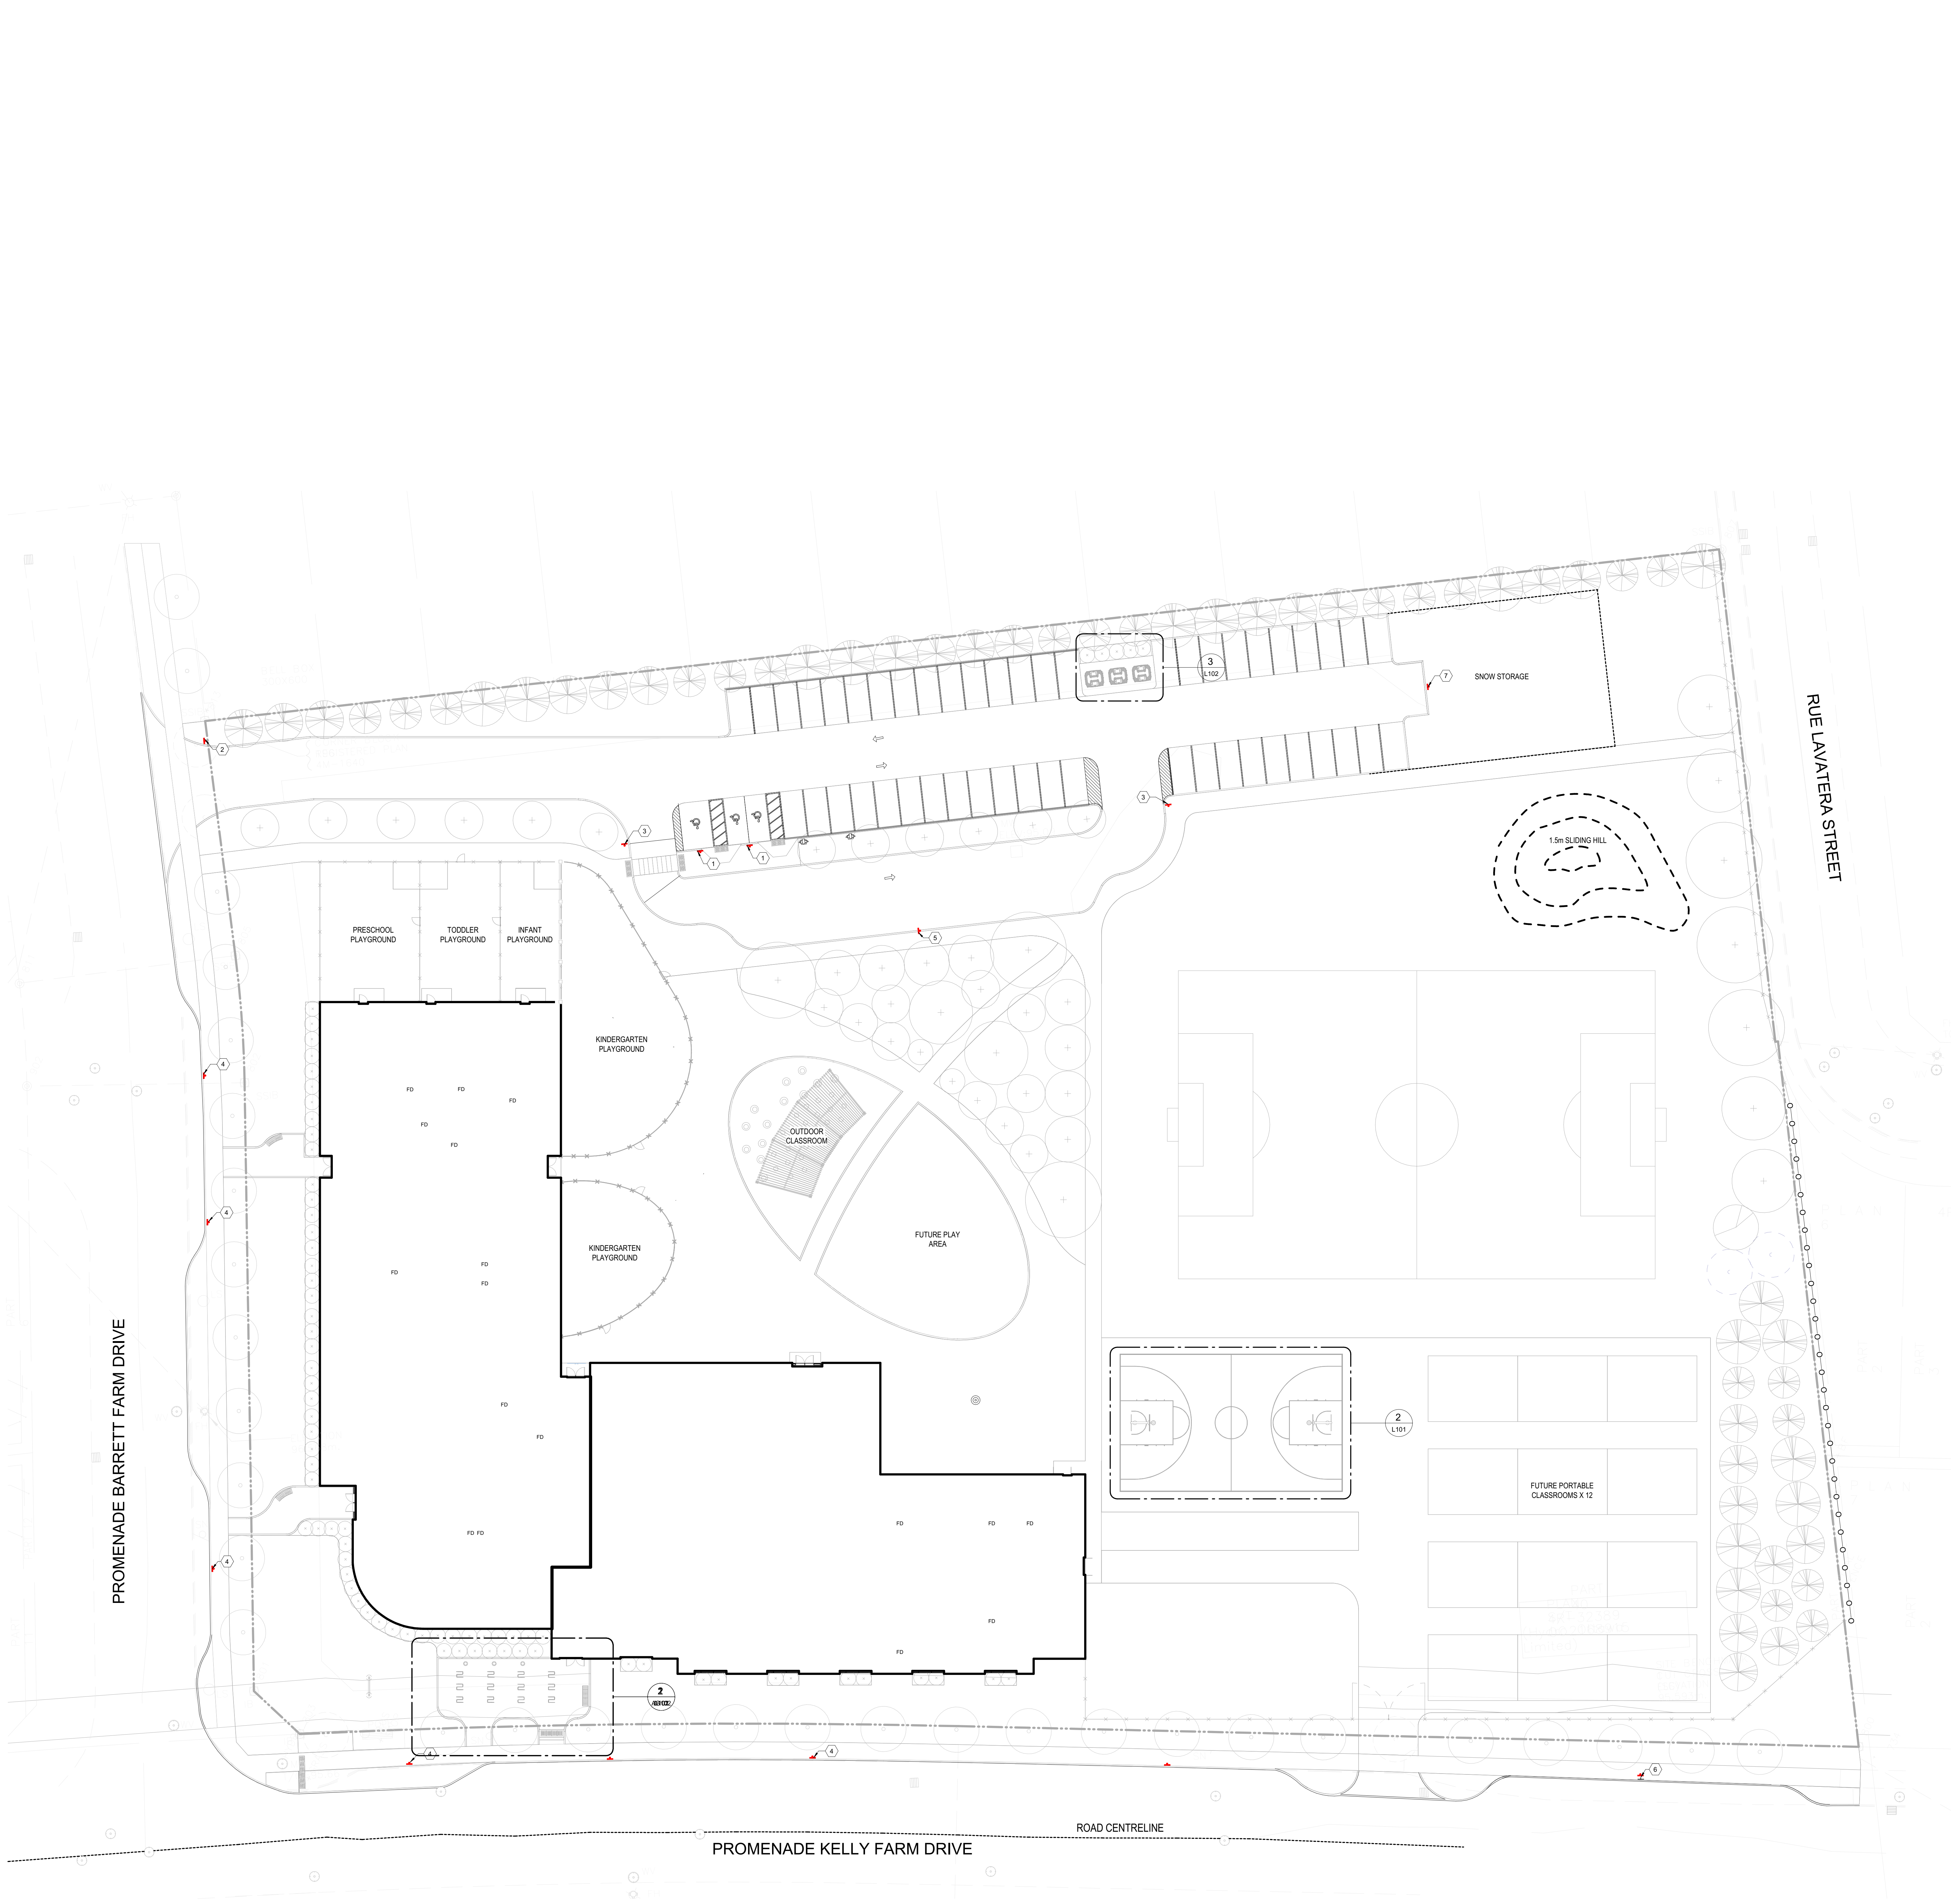 3
L102
7
SNOW STORAGE
RUE LAVATERA STREET
2
3
3
1
1
1.5m SLIDING HILL
5
PRESCHOOL
PLAYGROUND
TODDLER
PLAYGROUND
INFANT
PLAYGROUND
KINDERGARTEN
PLAYGROUND
4
FD
FD
FD
FD
FD
OUTDOOR
CLASSROOM
4
FUTURE PLAY
AREA
KINDERGARTEN
PLAYGROUND
FD
FD
FD
FD
FD
2
L101
PROMENADE BARRETT FARM DRIVE
FUTURE PORTABLE
CLASSROOMS X 12
FD FD
FD
FD
FD
4
FD
FD
2
4
4
6
ROAD CENTRELINE
PROMENADE KELLY FARM DRIVE